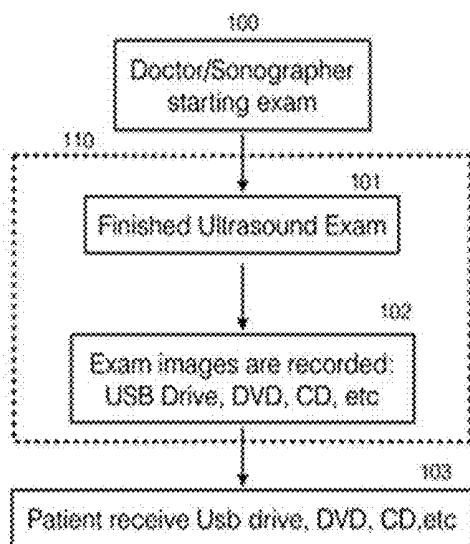 100
Doctor/Sonographer
starting exam
110
101
Finished Ultrasound Exam
102
Exam images are recorded:
USB Drive, DVD, CD, etc
103
Patient receive Usb drive, DVD, CD,etc